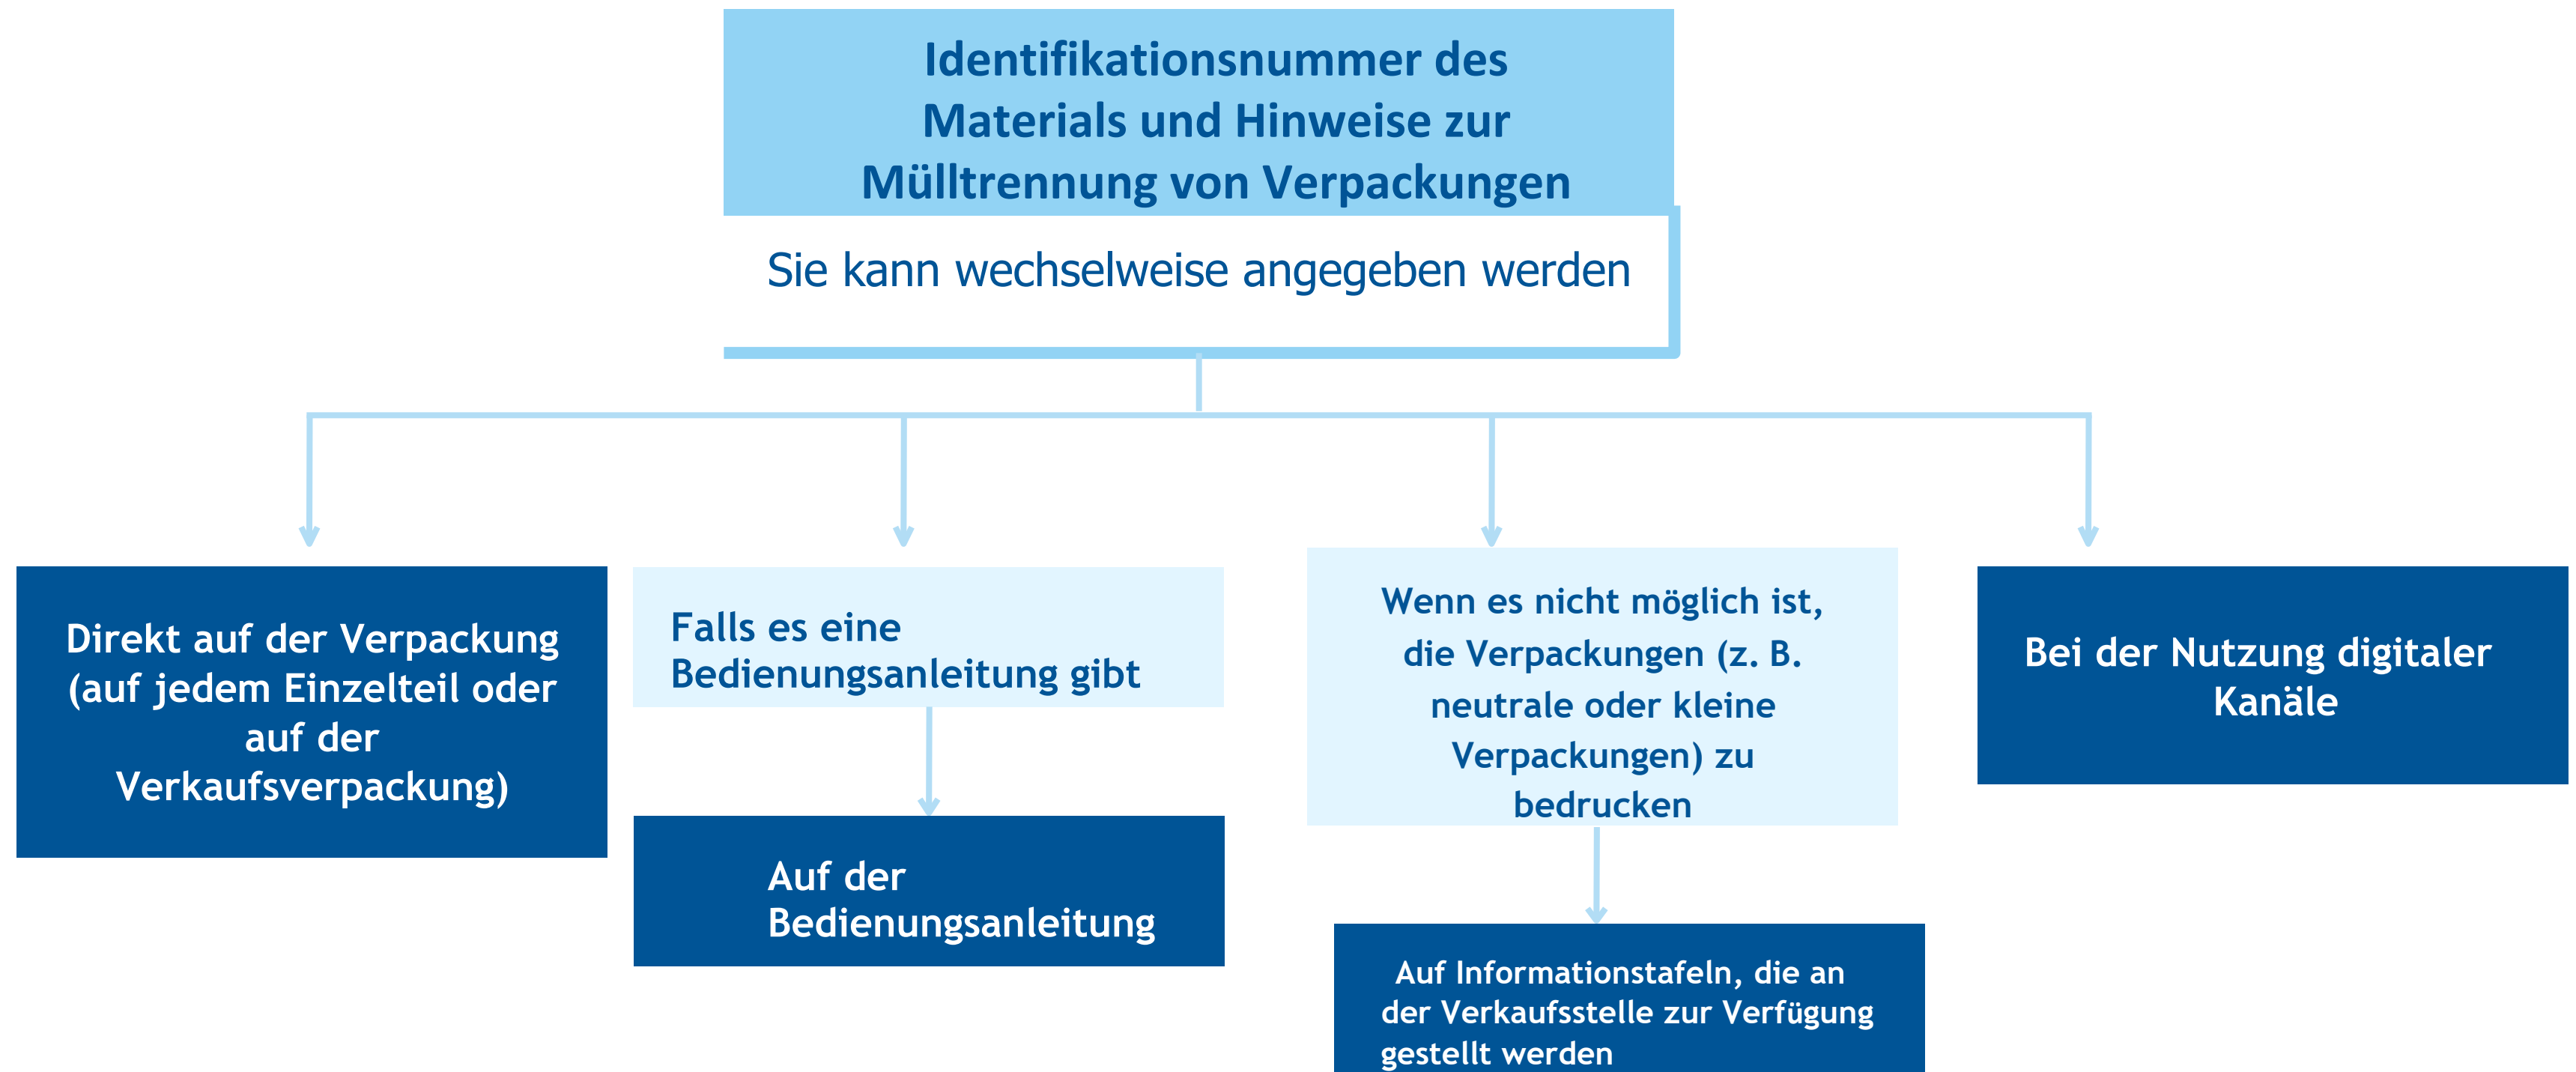 Identifikationsnummer des
Materials und Hinweise zur
Mülltrennung von Verpackungen
Sie kann wechselweise angegeben werden
Direkt auf der Verpackung
(auf jedem Einzelteil oder
auf der
Verkaufsverpackung)
Falls es eine
Bedienungsanleitung gibt
Auf der
Bedienungsanleitung
Wenn es nicht möglich ist,
die Verpackungen (z. B.
neutrale oder kleine
Verpackungen) zu
bedrucken
Auf Informationstafeln, die an
der Verkaufsstelle zur Verfügung
gestellt werden
Bei der Nutzung digitaler
Kanäle